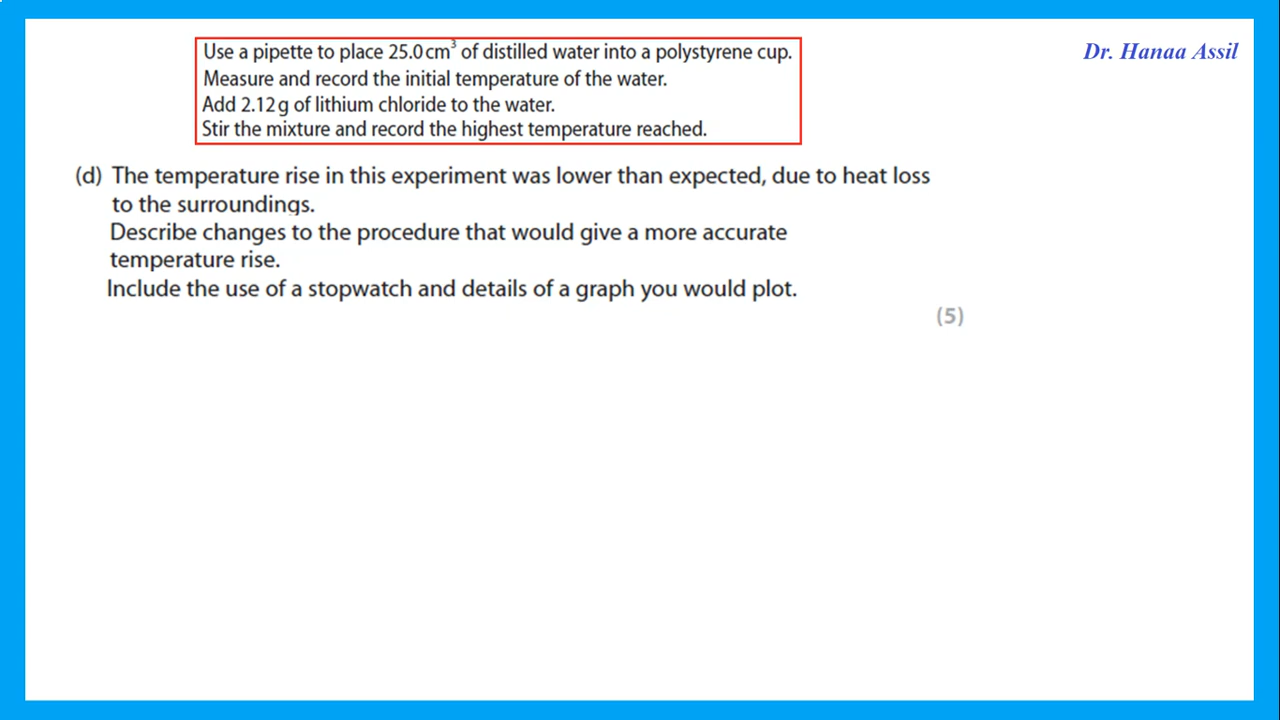 Use a pipette to place 25.0 cm³ of distilled water into a polystyrene cup.
Dr. Hanaa Assil
Measure and record the initial temperature of the water.
Add 2.12 g of lithium chloride to the water.
Stir the mixture and record the highest temperature reached.
(d) The temperature rise in this experiment was lower than expected, due to heat loss
to the surroundings.
Describe changes to the procedure that would give a more accurate
temperature rise.
Include the use of a stopwatch and details of a graph you would plot.
(5)